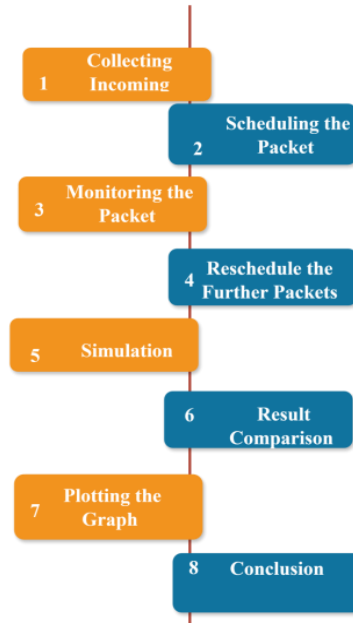 Collecting
1 Incoming
Scheduling the
2 Packet
Monitoring the
3 Packet
Reschedule the
4 Further Packets
5 Simulation
6 Result
Comparison
Plotting the
7 Graph
8 Conclusion